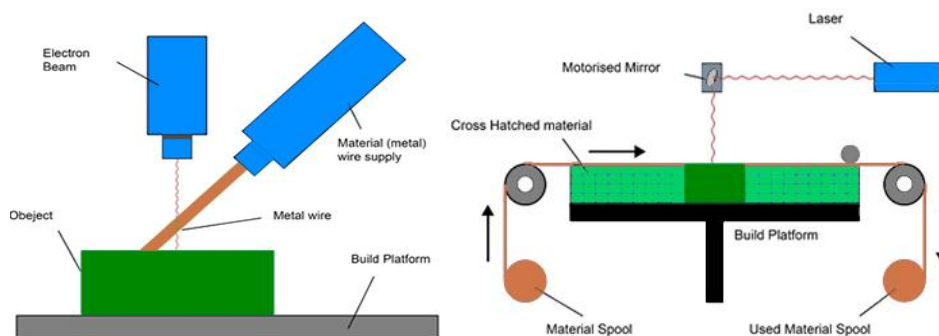 Electron
Beam
Material (metal)
wire supply
Metal wire
Obeject
Build Platform
Laser
Motorised Mirror
Cross Hatched material
Build Platform
Material Spool
Used Material Spool